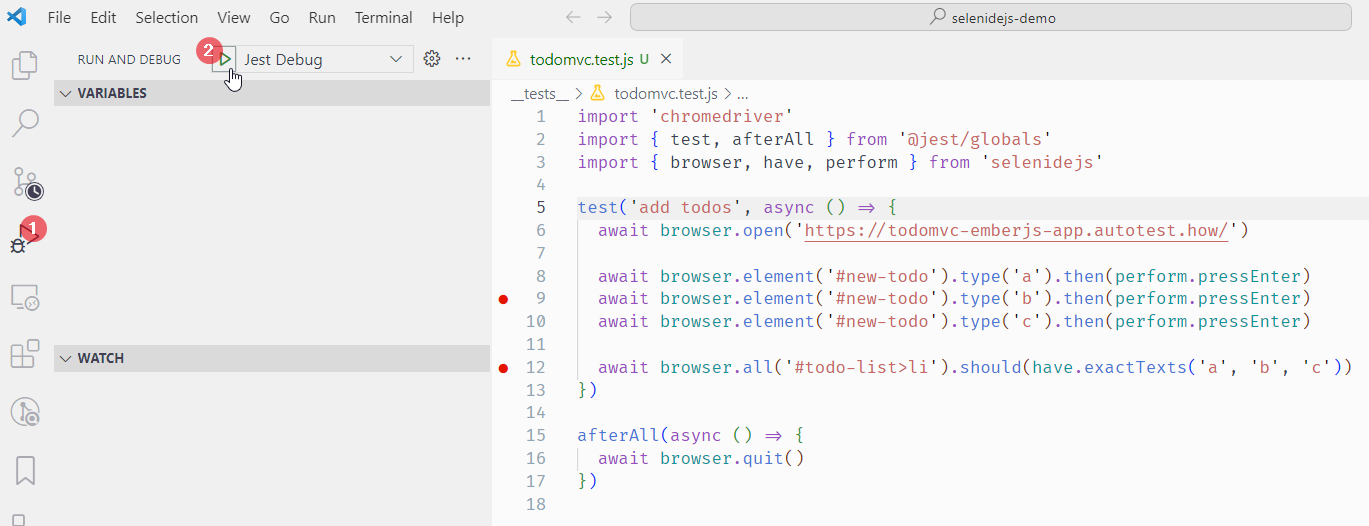 File Edit Selection View Go Run Terminal Help
selenidejs-demo
RUN AND DEBUG 2 Jest Debug ...
1
VARIABLES
WATCH
todomvc.test.js U
__tests__ > todomvc.test.js > ...
1 import 'chromedriver'
2 import { test, afterAll } from '@jest/globals'
3 import { browser, have, perform } from 'selenidejs'
4
5 test('add todos', async () => {
6 await browser.open('https://todomvc-emberjs-app.autotest.how/')
7
8 await browser.element('#new-todo').type('a').then(perform.pressEnter)
9 await browser.element('#new-todo').type('b').then(perform.pressEnter)
10 await browser.element('#new-todo').type('c').then(perform.pressEnter)
11
12 await browser.all('#todo-list>li').should(have.exactTexts('a', 'b', 'c'))
13 })
14
15 afterAll(async () => {
16 await browser.quit()
17 })
18